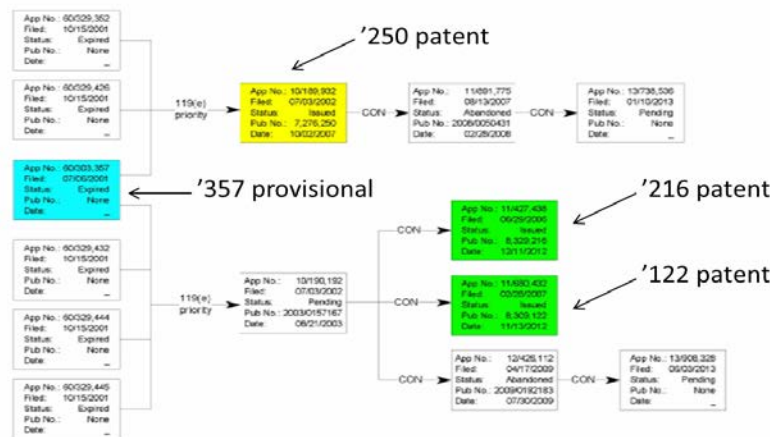 App No.: 60/329,352
Filed: 10/15/2001
Status: Expired
Pub No.: None
Date: _
App No.: 60/329,426
Filed: 10/15/2001
Status: Expired
Pub No.: None
Date: _
App No.: 60/303,357
Filed: 07/06/2001
Status: Expired
Pub No.: None
Date: _
App No.: 60/329,432
Filed: 10/15/2001
Status: Expired
Pub No.: None
Date: _
App No.: 60/329,444
Filed: 10/15/2001
Status: Expired
Pub No.: None
Date: _
App No.: 60/329,445
Filed: 10/15/2001
Status: Expired
Pub No.: None
Date: _
119(e)
priority
’250 patent
App No.: 10/189,932
Filed: 07/03/2002
Status: Issued
Pub No.: 7,276,250
Date: 10/02/2007
CON
App No.: 11/891,775
Filed: 08/13/2007
Status: Abandoned
Pub No.: 2008/0050431
Date: 02/28/2008
CON
App No.: 13/738,536
Filed: 01/10/2013
Status: Pending
Pub No.: None
Date: _
’357 provisional
119(e)
priority
App No.: 10/190,192
Filed: 07/03/2002
Status: Pending
Pub No.: 2003/0157167
Date: 08/21/2003
’216 patent
CON
App No.: 11/427,438
Filed: 06/29/2006
Status: Issued
Pub No.: 8,329,216
Date: 12/11/2012
’122 patent
CON
App No.: 11/680,432
Filed: 02/28/2007
Status: Issued
Pub No.: 8,309,122
Date: 11/13/2012
CON
App No.: 12/426,112
Filed: 04/17/2009
Status: Abandoned
Pub No.: 2009/0192183
Date: 07/30/2009
CON
App No.: 13/908,328
Filed: 06/03/2013
Status: Pending
Pub No.: None
Date: _